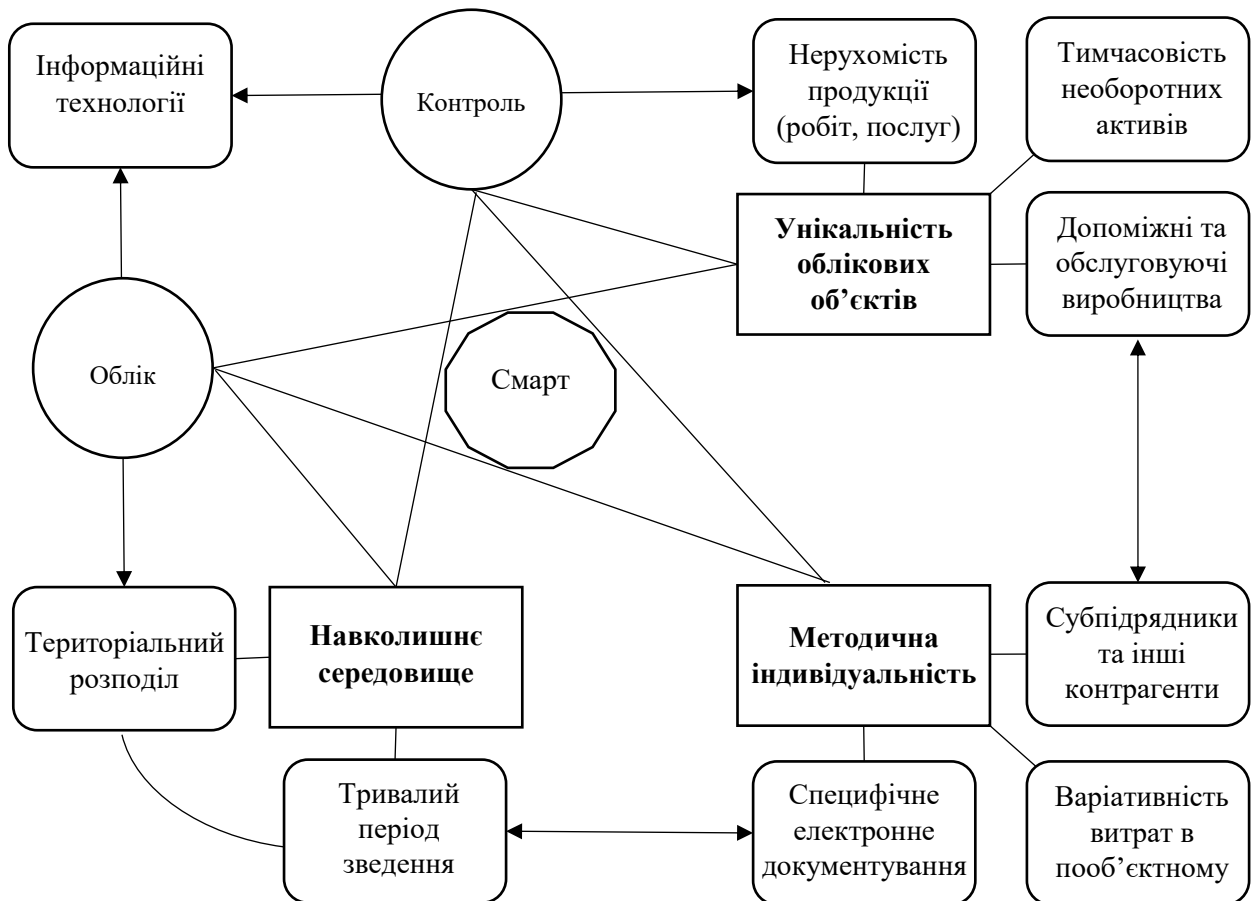 Інформаційні
технології
Контроль
Нерухомість
продукції
(робіт, послуг)
Тимчасовість
необоротних
активів
Унікальність
облікових
об’єктів
Допоміжні та
обслуговуючі
виробництва
Облік
Смарт
Територіальний
розподіл
Навколишнє
середовище
Методична
індивідуальність
Субпідрядники
та інші
контрагенти
Тривалий
період
зведення
Специфічне
електронне
документування
Варіативність
витрат в
пооб’єктному